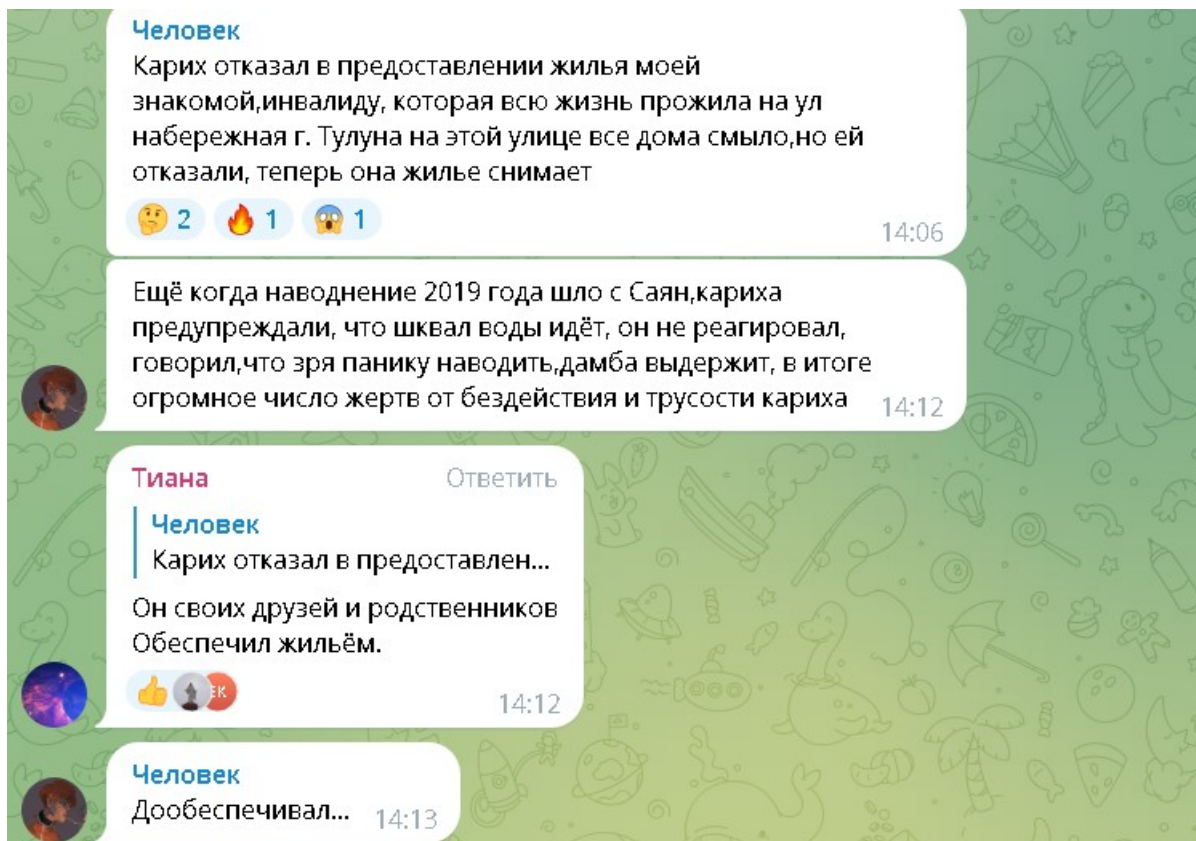 Человек
Карих отказал в предоставлении жилья моей
знакомой,инвалиду, которая всю жизнь прожила на ул
набережная г. Тулуна на этой улице все дома смыло,но ей
отказали, теперь она жилье снимает
🤔 2 🔥 1 😱 1
14:06
Ещё когда наводнение 2019 года шло с Саян,кариха
предупреждали, что шквал воды идёт, он не реагировал,
говорил,что зря панику наводить,дамба выдержит, в итоге
огромное число жертв от бездействия и трусости кариха 14:12
Тиана Ответить
Человек
Карих отказал в предоставлен...
Он своих друзей и родственников
Обеспечил жильём.
👍 ЕК
14:12
Человек
Дообеспечивал... 14:13